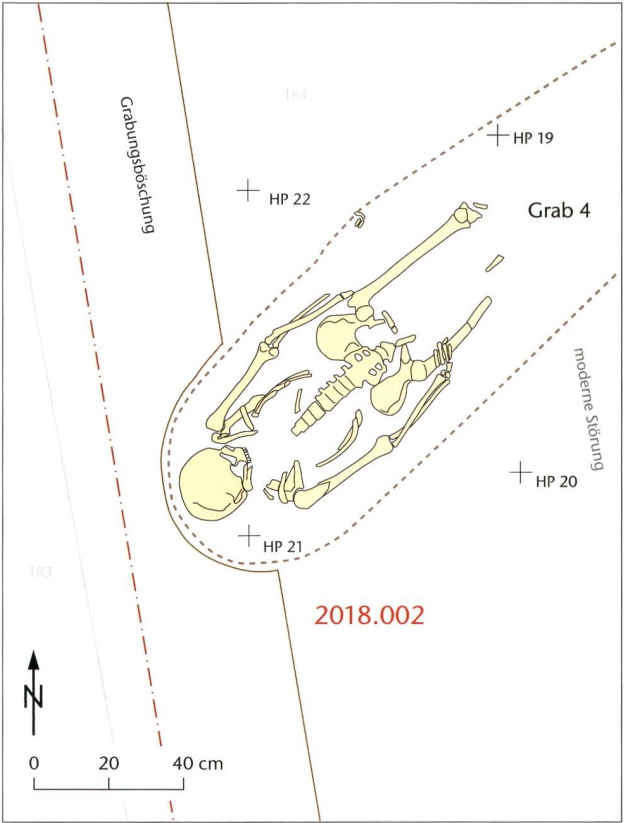 184
Grabungsböschung
HP 19
HP 22
Grab 4
moderne Störung
HP 20
HP 21
183
2018.002
N
0 20 40 cm